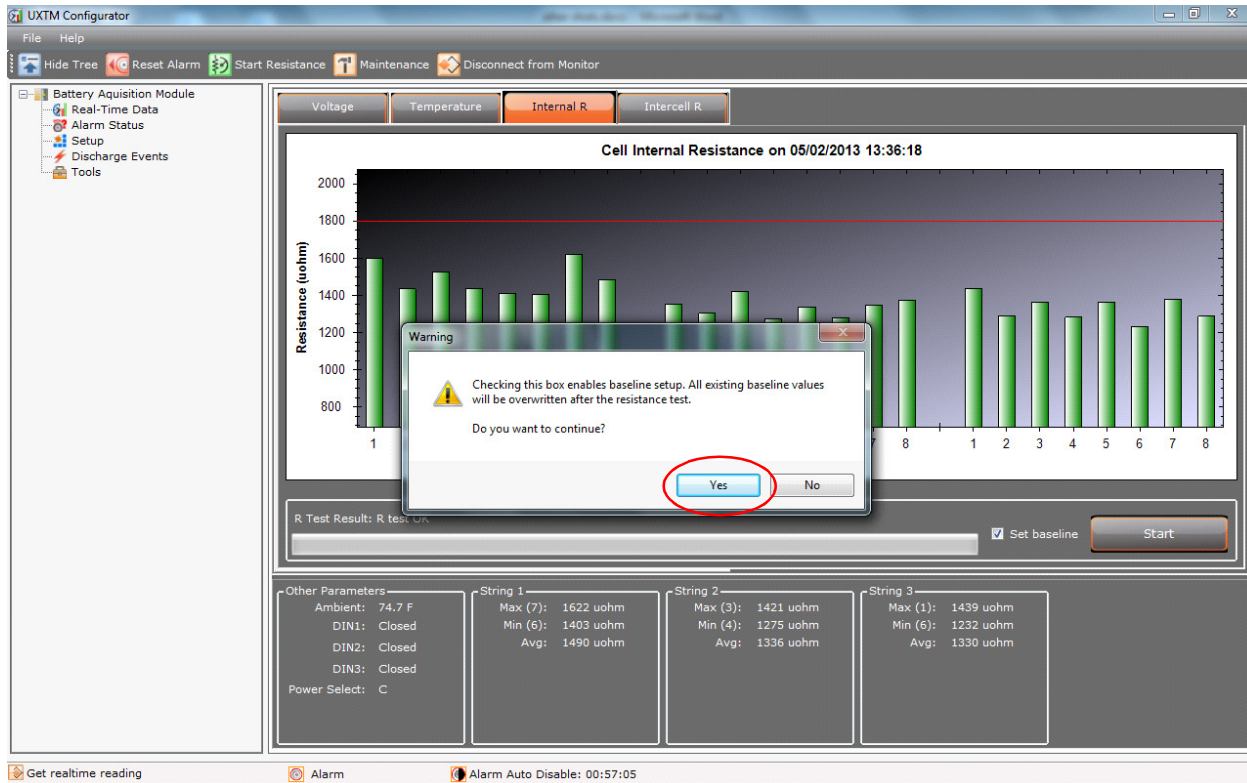 UXTM Configurator
File Help
Hide Tree Reset Alarm Start Resistance Maintenance Disconnect from Monitor
Battery Aquisition Module
Real-Time Data
Alarm Status
Setup
Discharge Events
Tools
Voltage Temperature Internal R Intercell R
Cell Internal Resistance on 05/02/2013 13:36:18
Resistance (uohm)
2000
1800
1600
1400
1200
1000
800
1 7 8 1 2 3 4 5 6 7 8
Warning
Checking this box enables baseline setup. All existing baseline values
will be overwritten after the resistance test.
Do you want to continue?
Yes No
R Test Result: R test OK
Set baseline Start
Other Parameters
Ambient: 74.7 F
DIN1: Closed
DIN2: Closed
DIN3: Closed
Power Select: C
String 1
Max (7): 1622 uohm
Min (6): 1403 uohm
Avg: 1490 uohm
String 2
Max (3): 1421 uohm
Min (4): 1275 uohm
Avg: 1336 uohm
String 3
Max (1): 1439 uohm
Min (6): 1232 uohm
Avg: 1330 uohm
Get realtime reading Alarm Alarm Auto Disable: 00:57:05